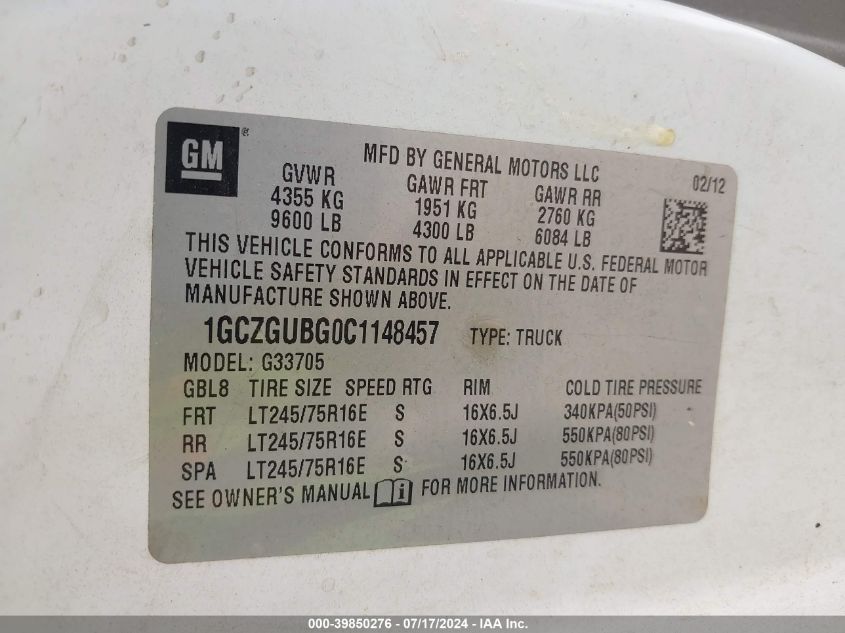 GM ®
MFD BY GENERAL MOTORS LLC
GVWR GAWR FRT GAWR RR 02/12
4355 KG 1951 KG 2760 KG
9600 LB 4300 LB 6084 LB
THIS VEHICLE CONFORMS TO ALL APPLICABLE U.S. FEDERAL MOTOR
VEHICLE SAFETY STANDARDS IN EFFECT ON THE DATE OF
MANUFACTURE SHOWN ABOVE.
1GCZGUBG0C1148457 TYPE: TRUCK
MODEL: G33705
GBL8 TIRE SIZE SPEED RTG RIM COLD TIRE PRESSURE
FRT LT245/75R16E S 16X6.5J 340KPA(50PSI)
RR LT245/75R16E S 16X6.5J 550KPA(80PSI)
SPA LT245/75R16E S 16X6.5J 550KPA(80PSI)
SEE OWNER'S MANUAL i FOR MORE INFORMATION.
000-39850276 - 07/17/2024 - IAA Inc.